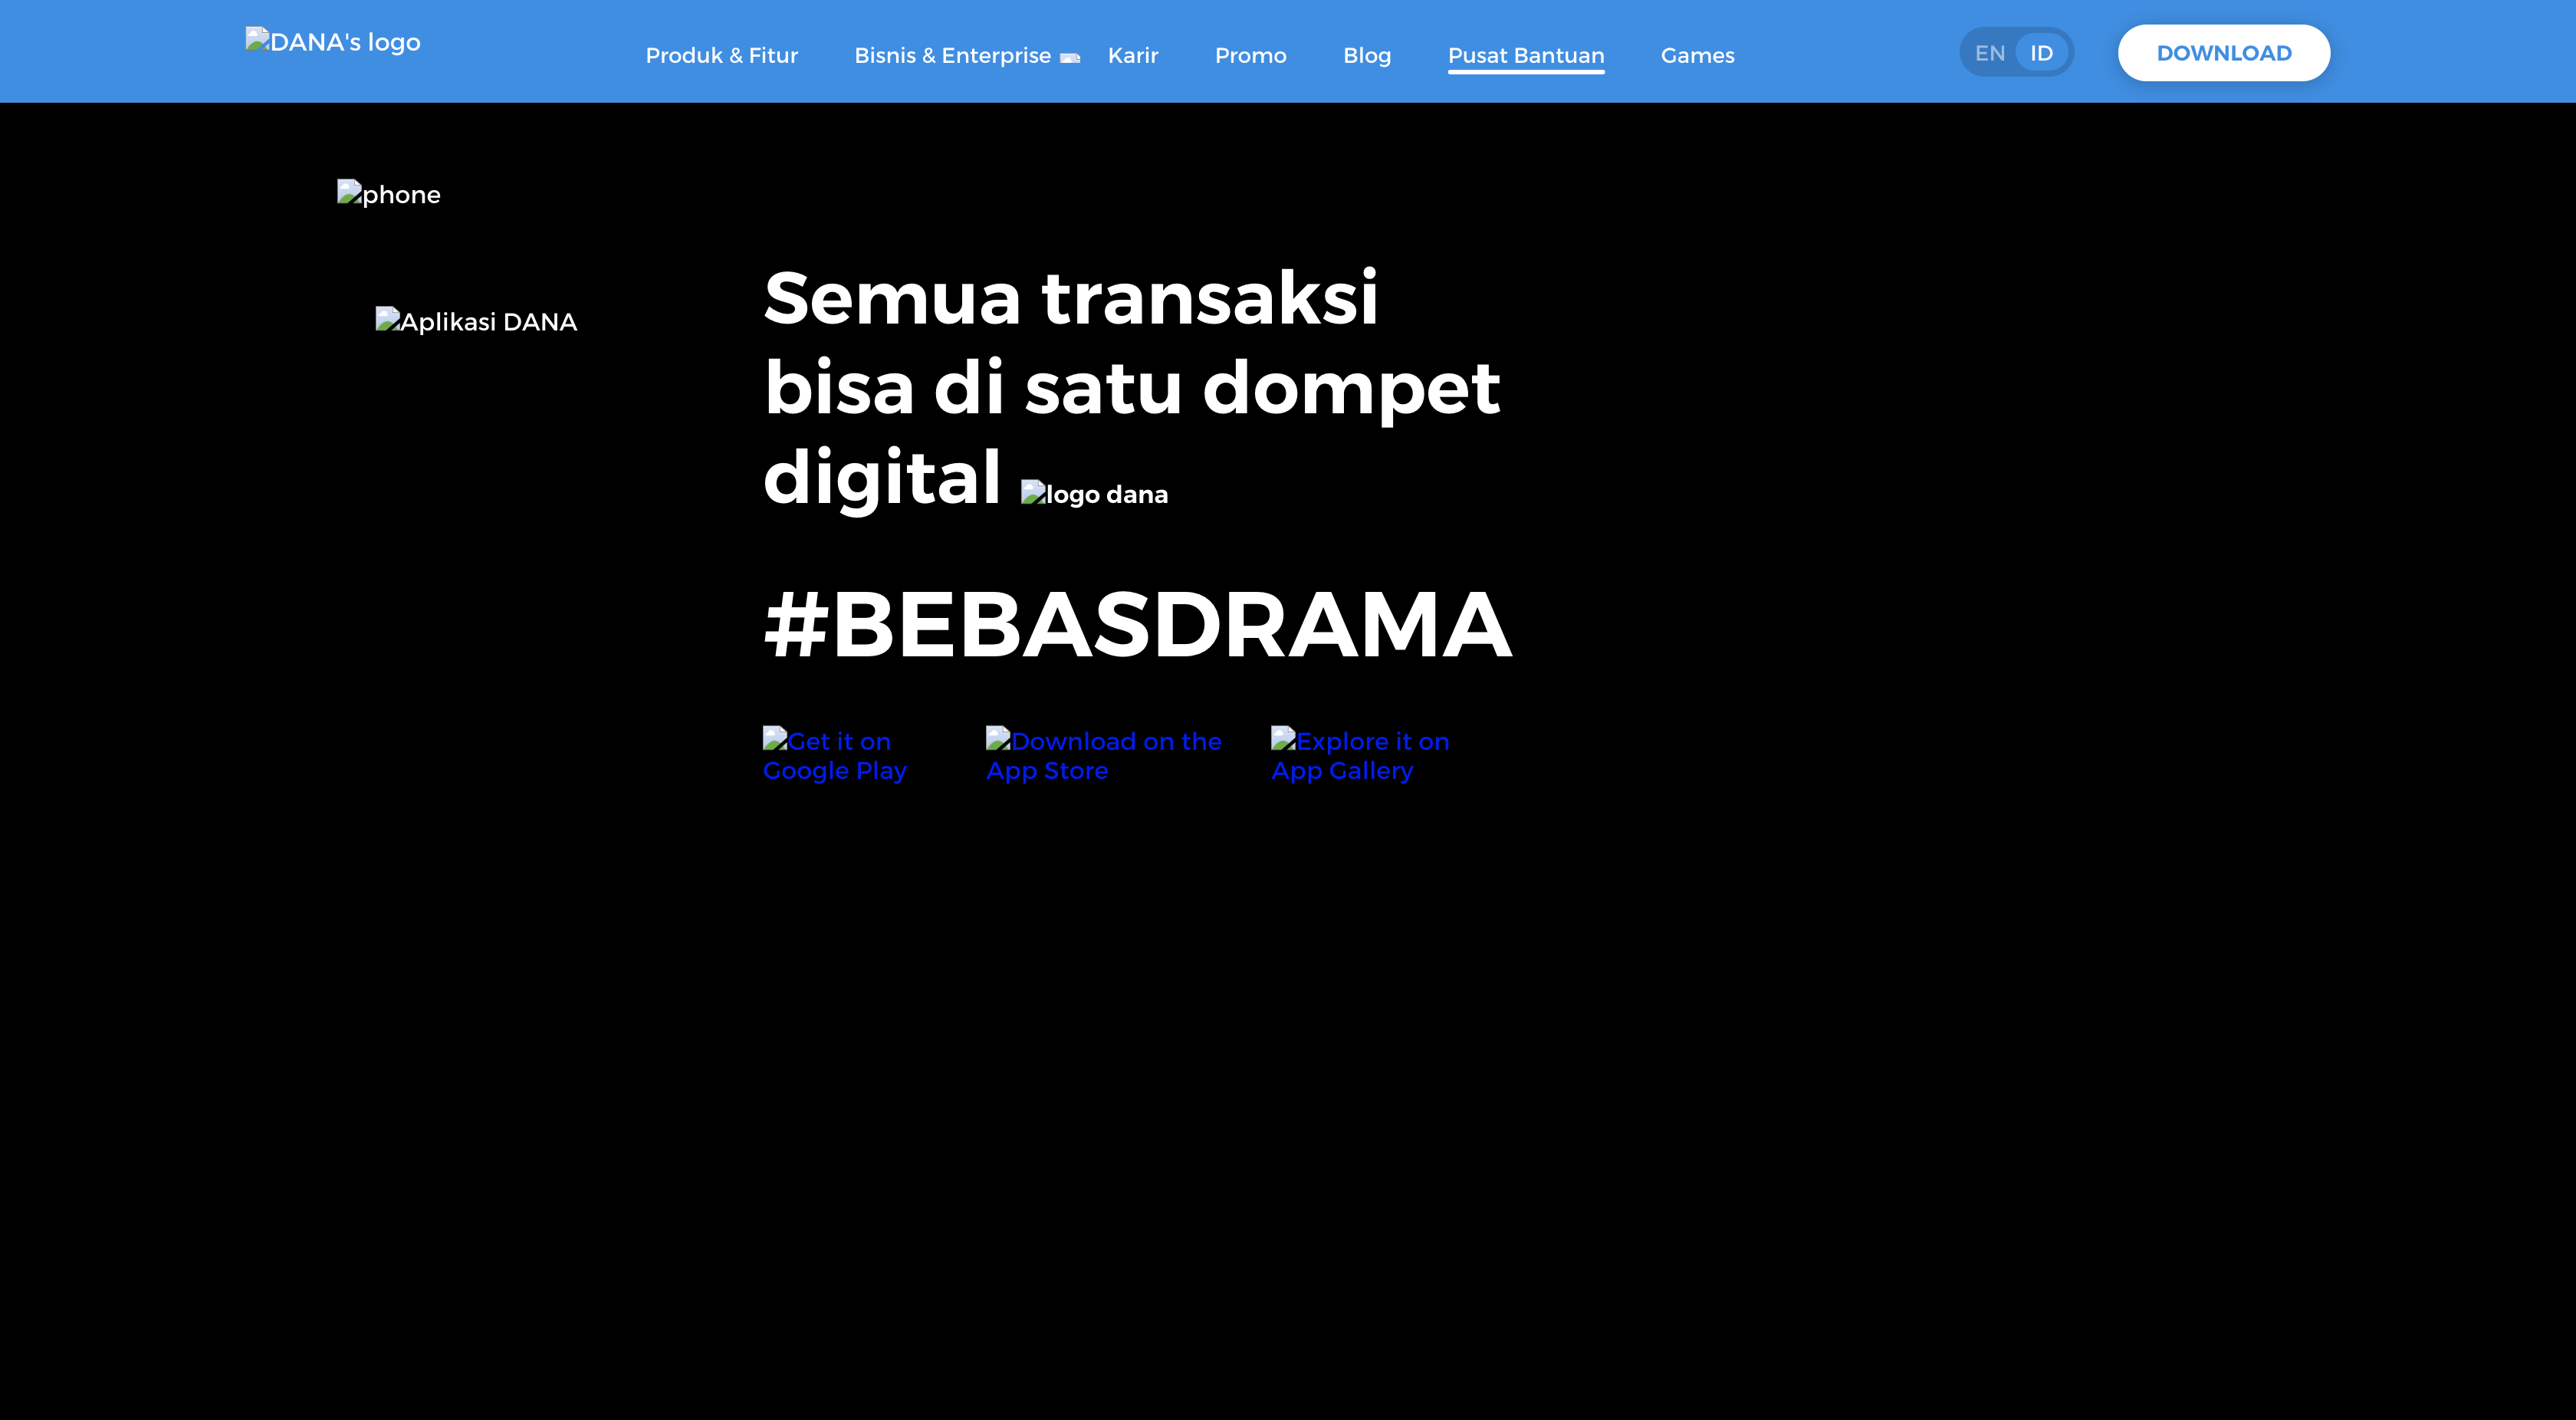 DANA's logo
Produk & Fitur
Bisnis & Enterprise
Karir
Promo
Blog
Pusat Bantuan
Games
EN
ID
DOWNLOAD
phone
Aplikasi DANA
Semua transaksi
bisa di satu dompet
digital logo dana
#BEBASDRAMA
Get it on
Google Play
Download on the
App Store
Explore it on
App Gallery